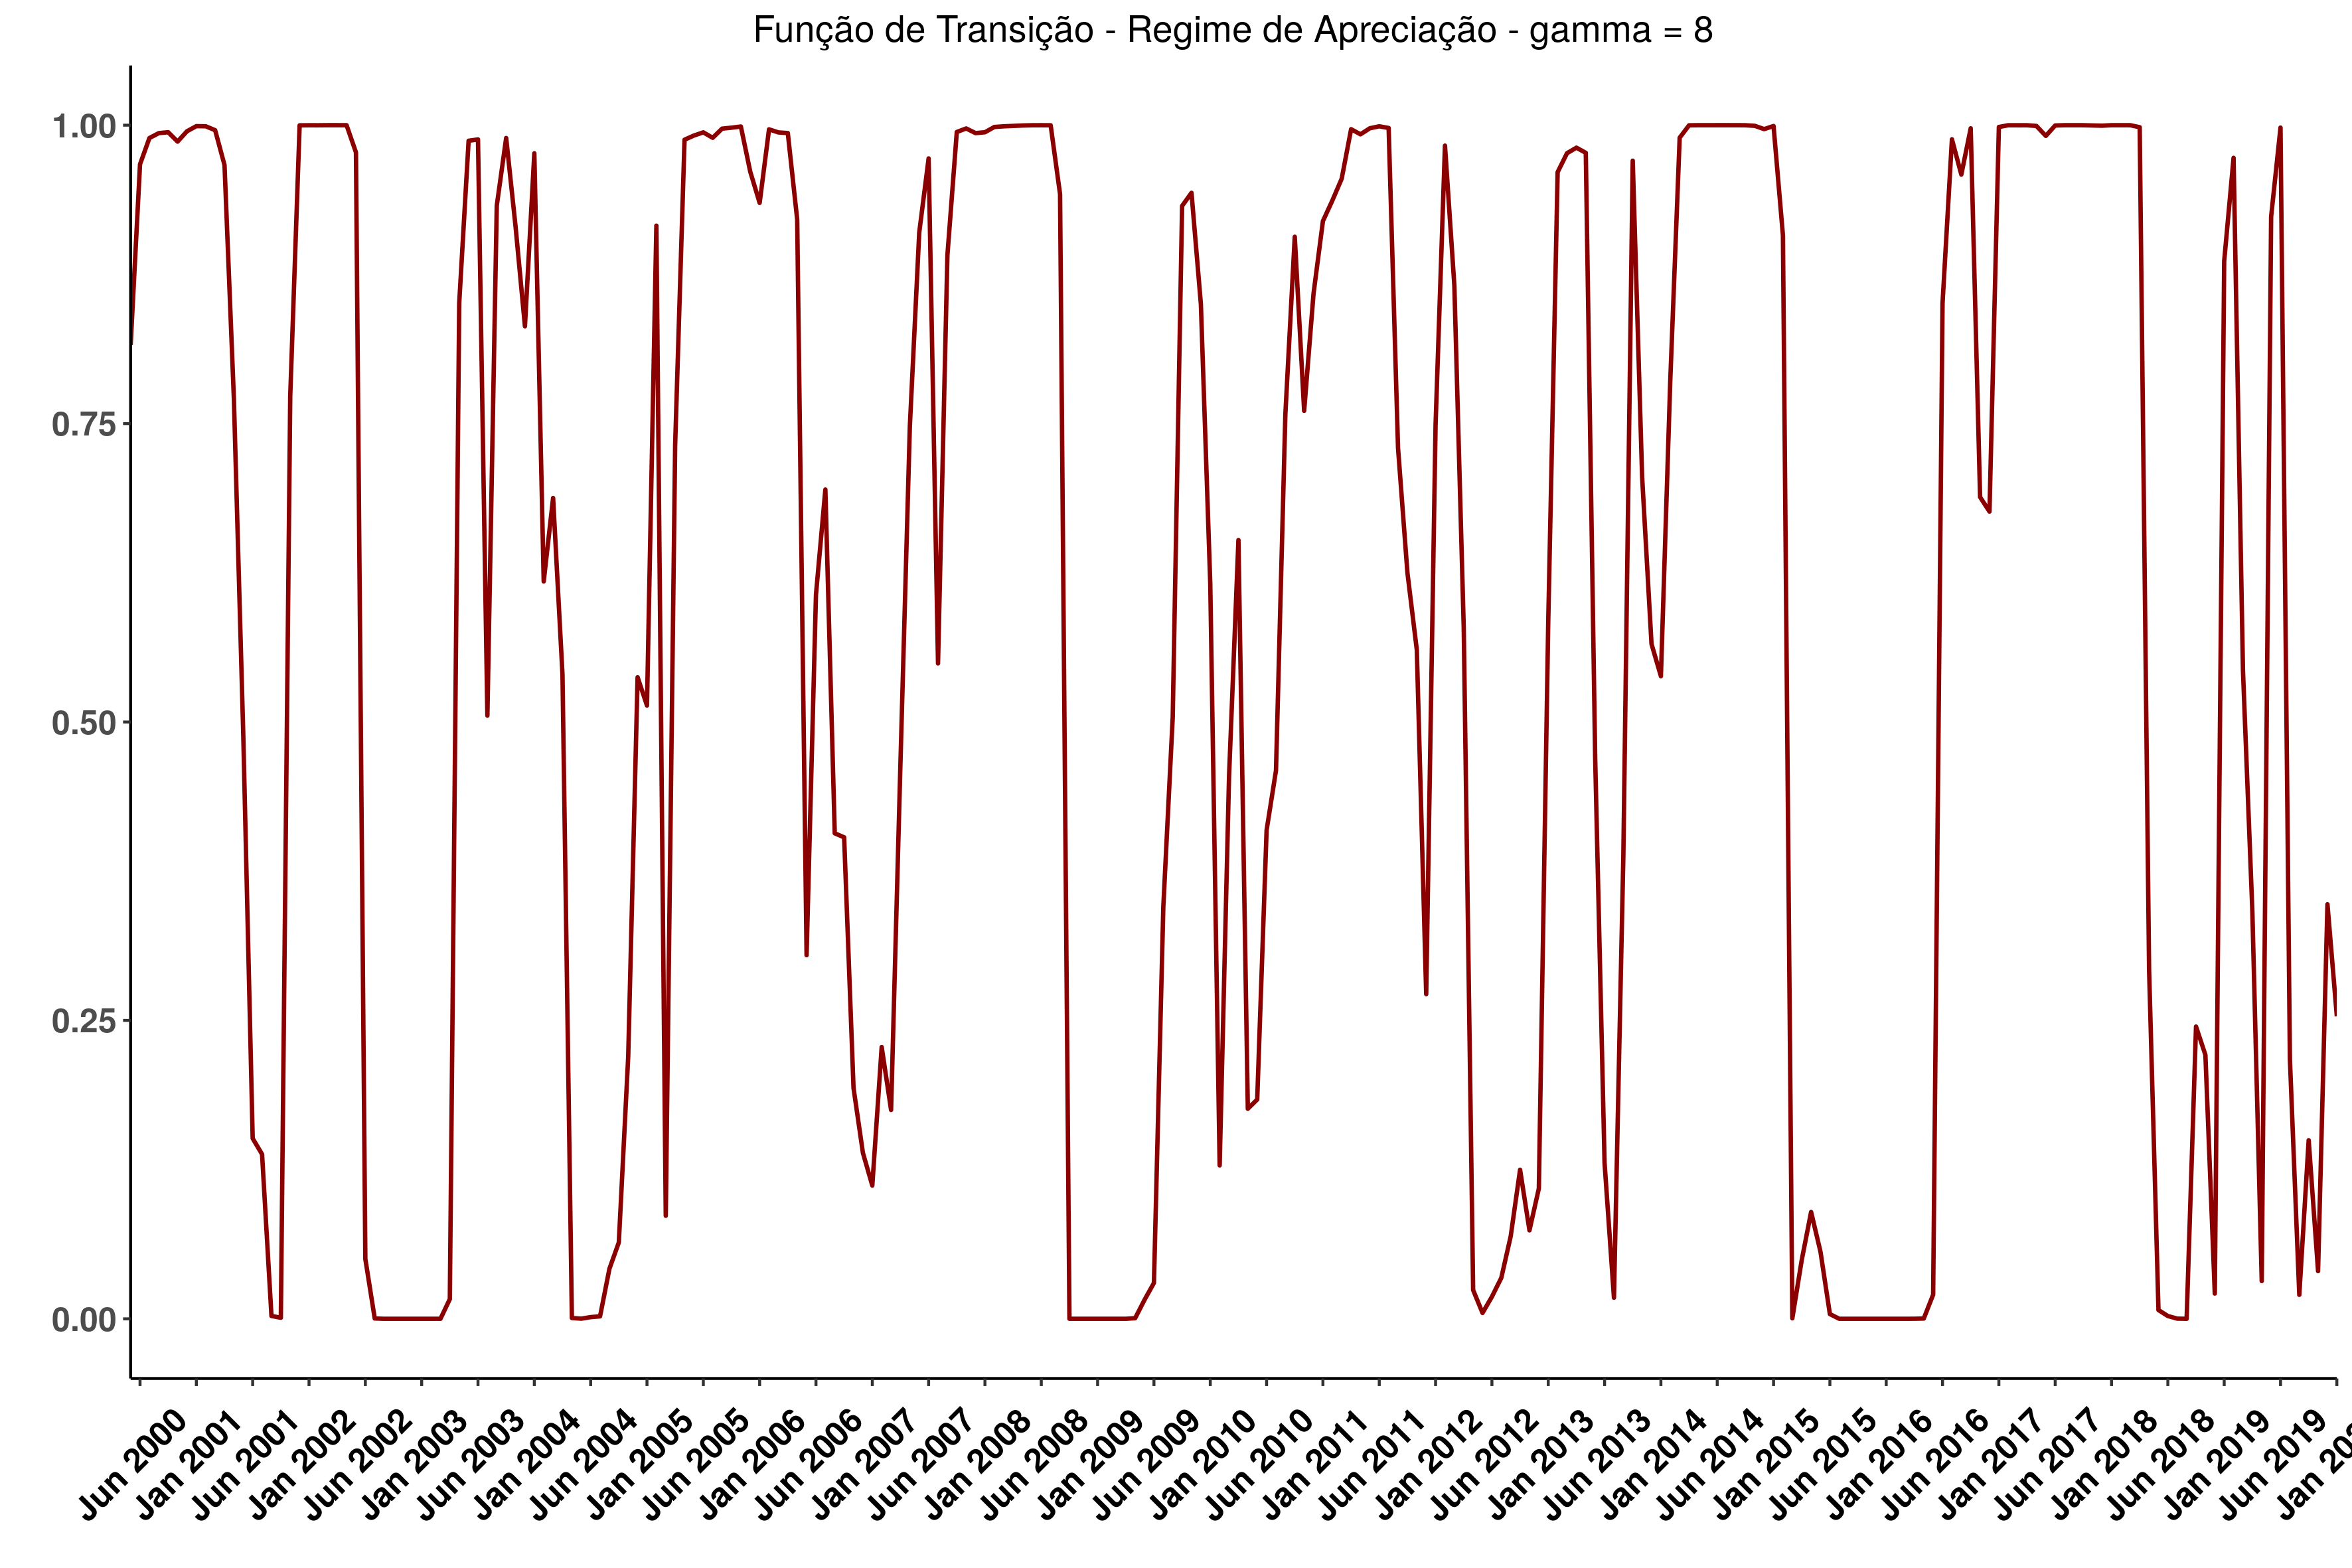 Função de Transição - Regime de Apreciação - gamma = 8
1.00
0.75
0.50
0.25
0.00
Jun 2000
Jan 2001
Jun 2001
Jan 2002
Jun 2002
Jan 2003
Jun 2003
Jan 2004
Jun 2004
Jan 2005
Jun 2005
Jan 2006
Jun 2006
Jan 2007
Jun 2007
Jan 2008
Jun 2008
Jan 2009
Jun 2009
Jan 2010
Jun 2010
Jan 2011
Jun 2011
Jan 2012
Jun 2012
Jan 2013
Jun 2013
Jan 2014
Jun 2014
Jan 2015
Jun 2015
Jan 2016
Jun 2016
Jan 2017
Jun 2017
Jan 2018
Jun 2018
Jan 2019
Jun 2019
Jan